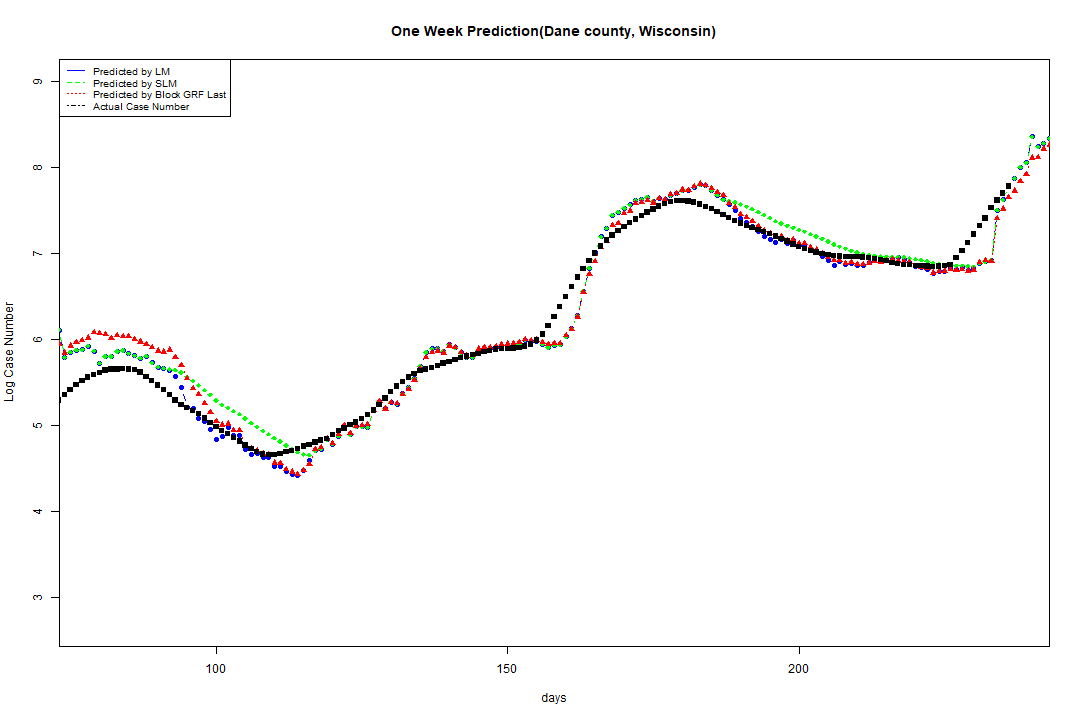 One Week Prediction(Dane county, Wisconsin)
Predicted by LM
Predicted by SLM
Predicted by Block GRF Last
Actual Case Number
9
8
7
6
5
4
3
Log Case Number
100 150 200
days